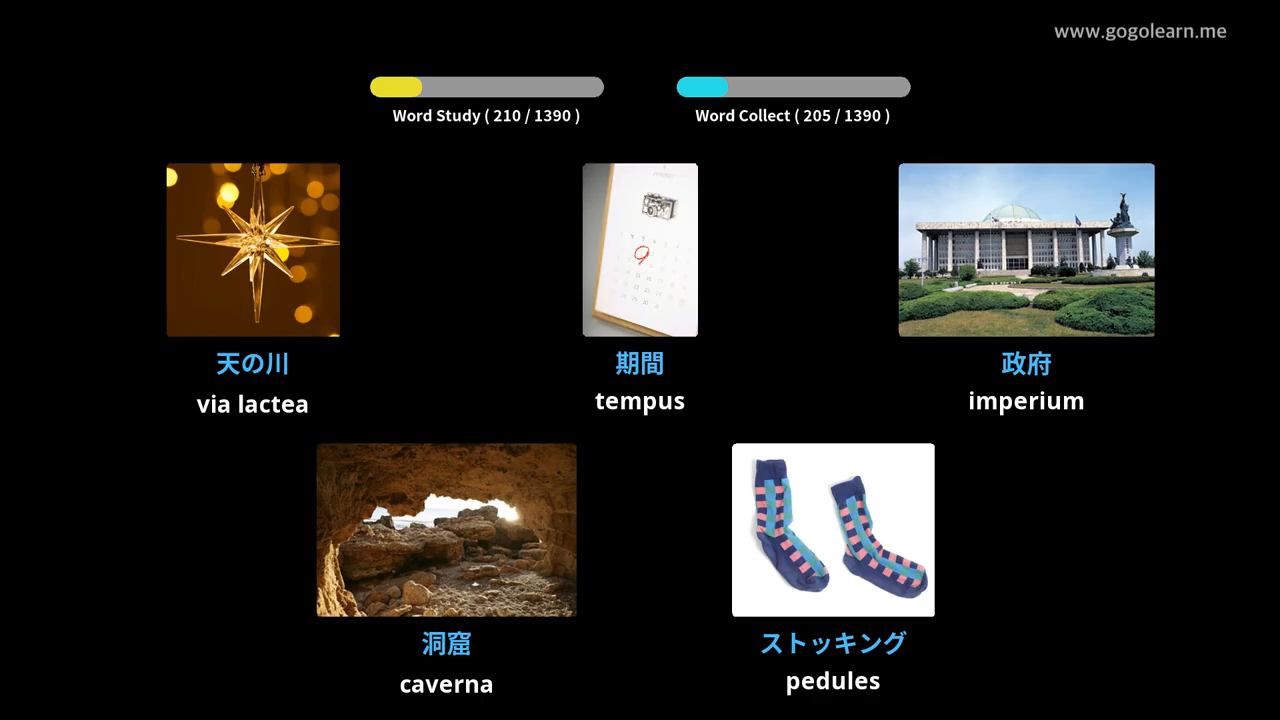 www.gogolearn.me
Word Study ( 210 / 1390 )
Word Collect ( 205 / 1390 )
天の川
via lactea
期間
tempus
政府
imperium
洞窟
caverna
ストッキング
pedules